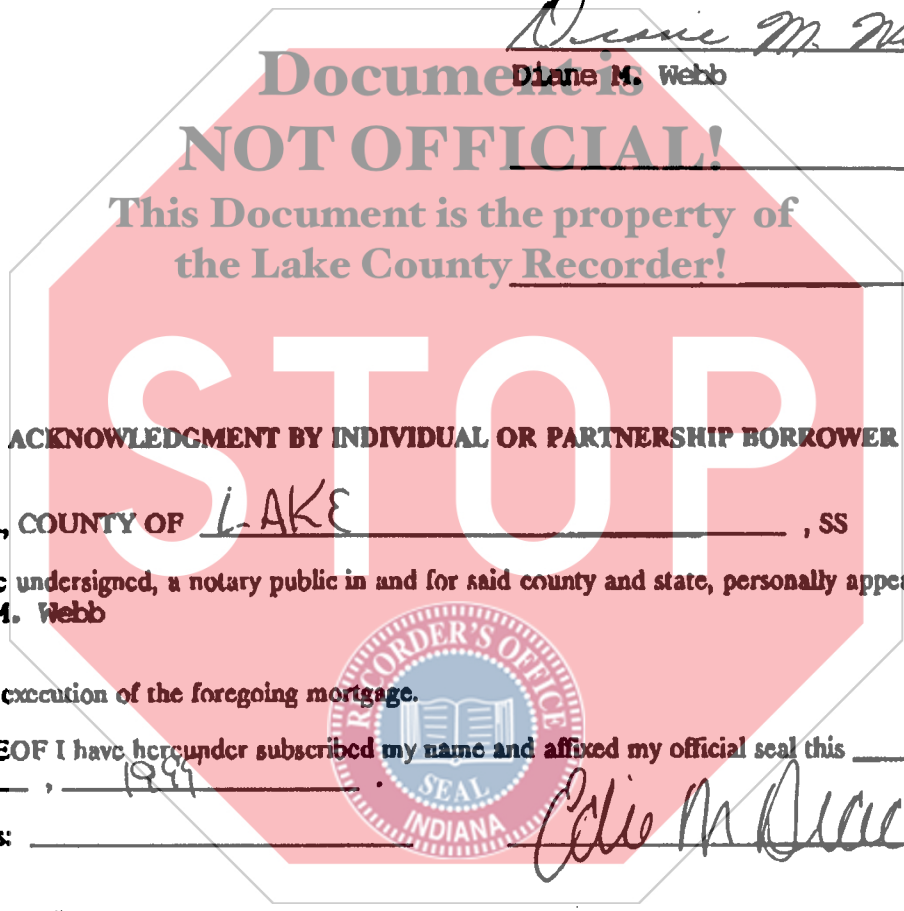 Diane M.
Document is
Diane M. Webb
NOT OFFICIAL!
This Document is the property of
the Lake County Recorder!
STOP
ACKNOWLEDGMENT BY INDIVIDUAL OR PARTNERSHIP BORROWER
, COUNTY OF LAKE , SS
undersigned, a notary public in and for said county and state, personally appea
M. Webb
execution of the foregoing mortgage.
EOF I have hereunder subscribed my name and affixed my official seal this
, 1999 .
s:
RECORDER'S OFFICE
SEAL
INDIANA